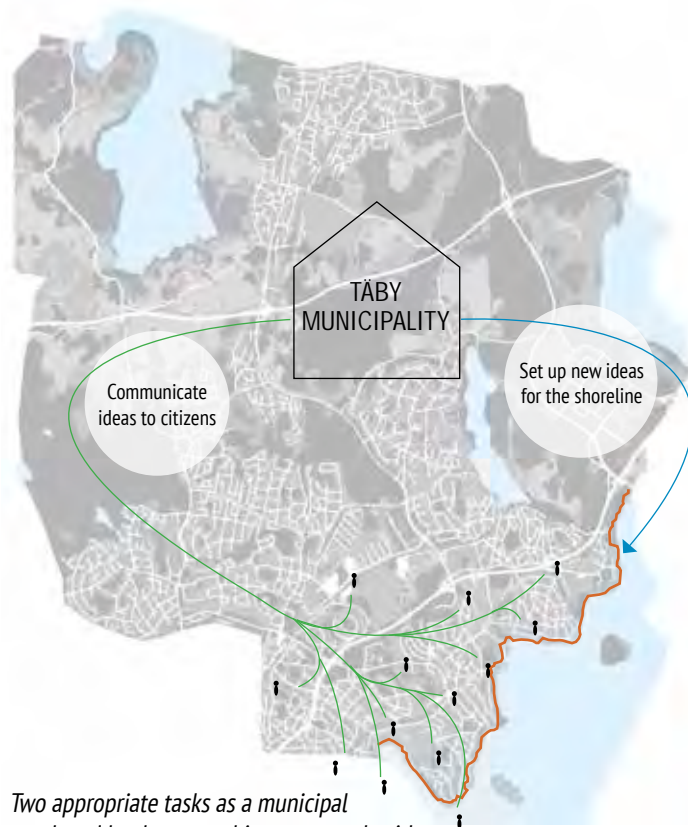 TÄBY
MUNICIPALITY
Communicate
ideas to citizens
Set up new ideas
for the shoreline
Two appropriate tasks as a municipal